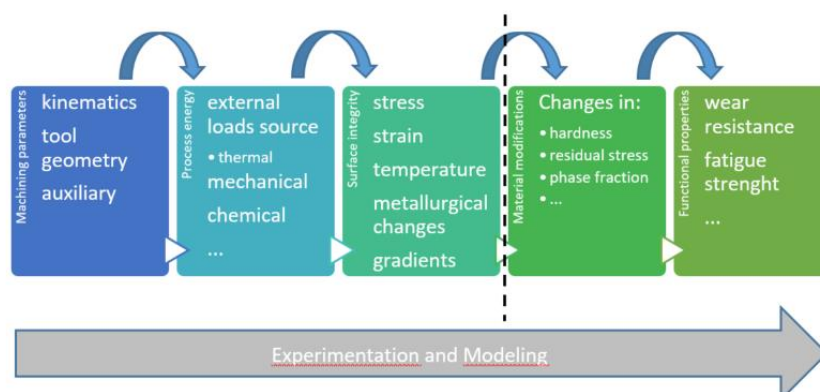 Machining parameters
kinematics
tool
geometry
auxiliary
Process energy
external
loads source
• thermal
mechanical
chemical
...
Surface integrity
stress
strain
temperature
metallurgical
changes
gradients
Material modifications
Changes in:
• hardness
• residual stress
• phase fraction
• ...
Functional properties
wear
resistance
fatigue
strenght
...
Experimentation and Modeling